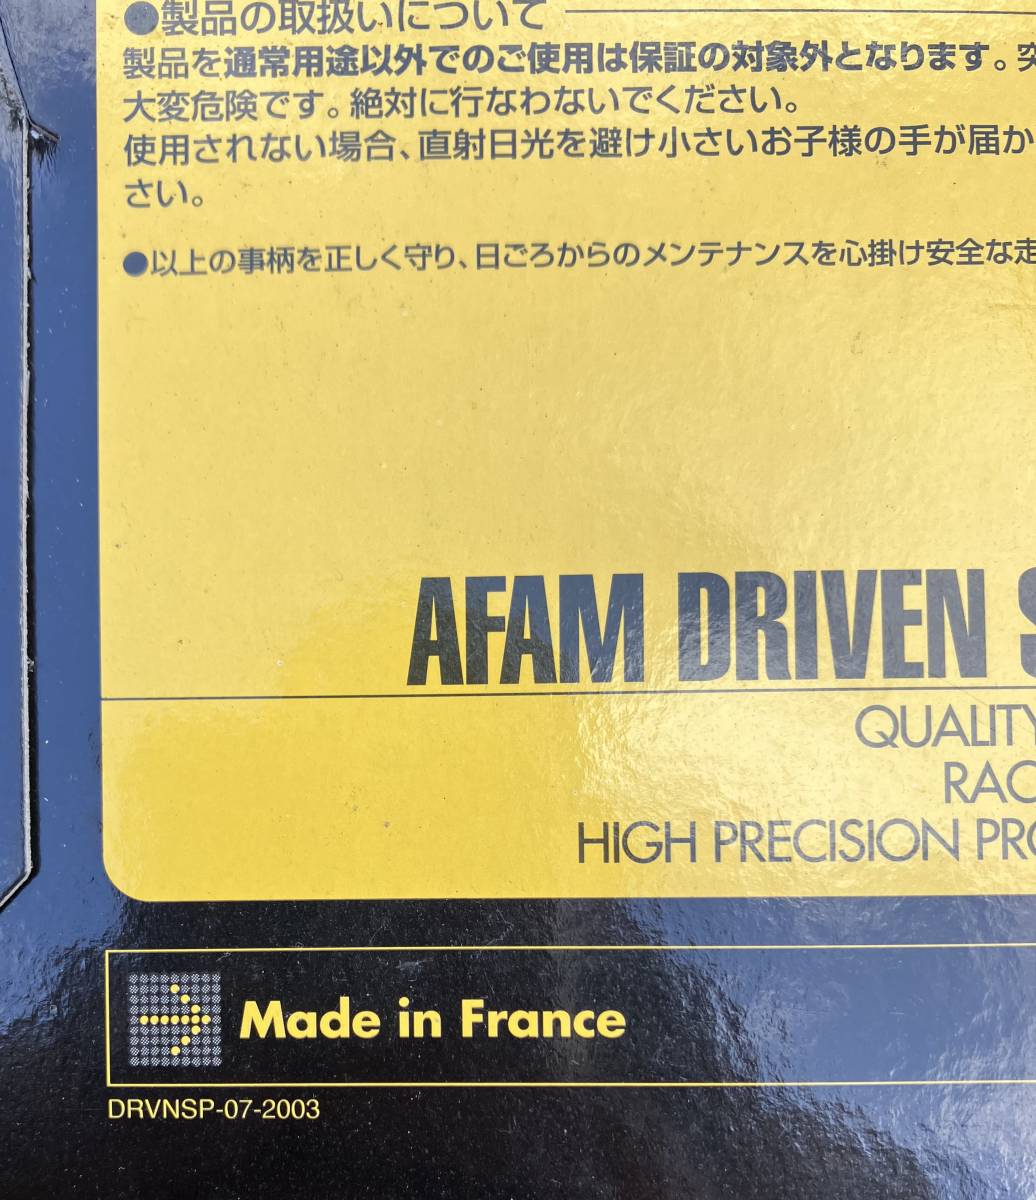 ●製品の取扱いについて
製品を通常用途以外でのご使用は保証の対象外となります。突
大変危険です。絶対に行なわないでください。
使用されない場合、直射日光を避け小さいお子様の手が届か
さい。
●以上の事柄を正しく守り、日ごろからのメンテナンスを心掛け安全な走
AFAM DRIVEN S
QUALITY
RAC
HIGH PRECISION PRO
Made in France
DRVNSP-07-2003